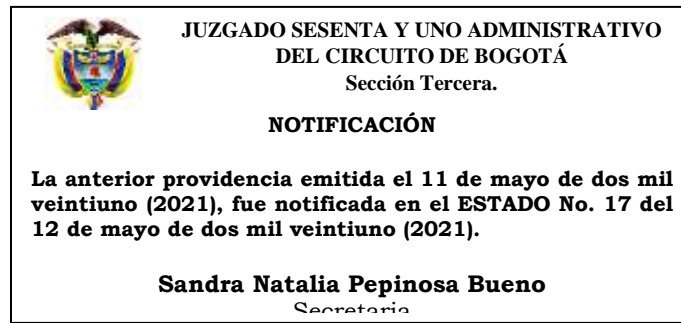 JUZGADO SESENTA Y UNO ADMINISTRATIVO
DEL CIRCUITO DE BOGOTÁ
Sección Tercera.
NOTIFICACIÓN
La anterior providencia emitida el 11 de mayo de dos mil
veintiuno (2021), fue notificada en el ESTADO No. 17 del
12 de mayo de dos mil veintiuno (2021).
Sandra Natalia Pepinosa Bueno
Secretaria